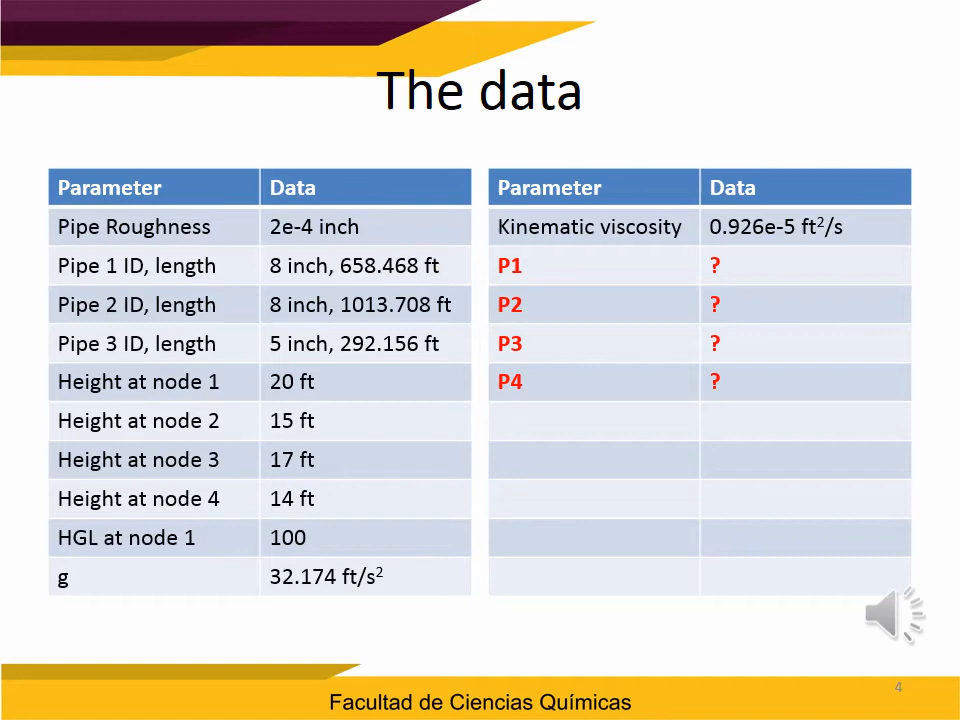 The data
Parameter Data
Pipe Roughness 2e-4 inch
Pipe 1 ID, length 8 inch, 658.468 ft
Pipe 2 ID, length 8 inch, 1013.708 ft
Pipe 3 ID, length 5 inch, 292.156 ft
Height at node 1 20 ft
Height at node 2 15 ft
Height at node 3 17 ft
Height at node 4 14 ft
HGL at node 1 100
g 32.174 ft/s²
Parameter Data
Kinematic viscosity 0.926e-5 ft²/s
P1 ?
P2 ?
P3 ?
P4 ?
4
Facultad de Ciencias Químicas